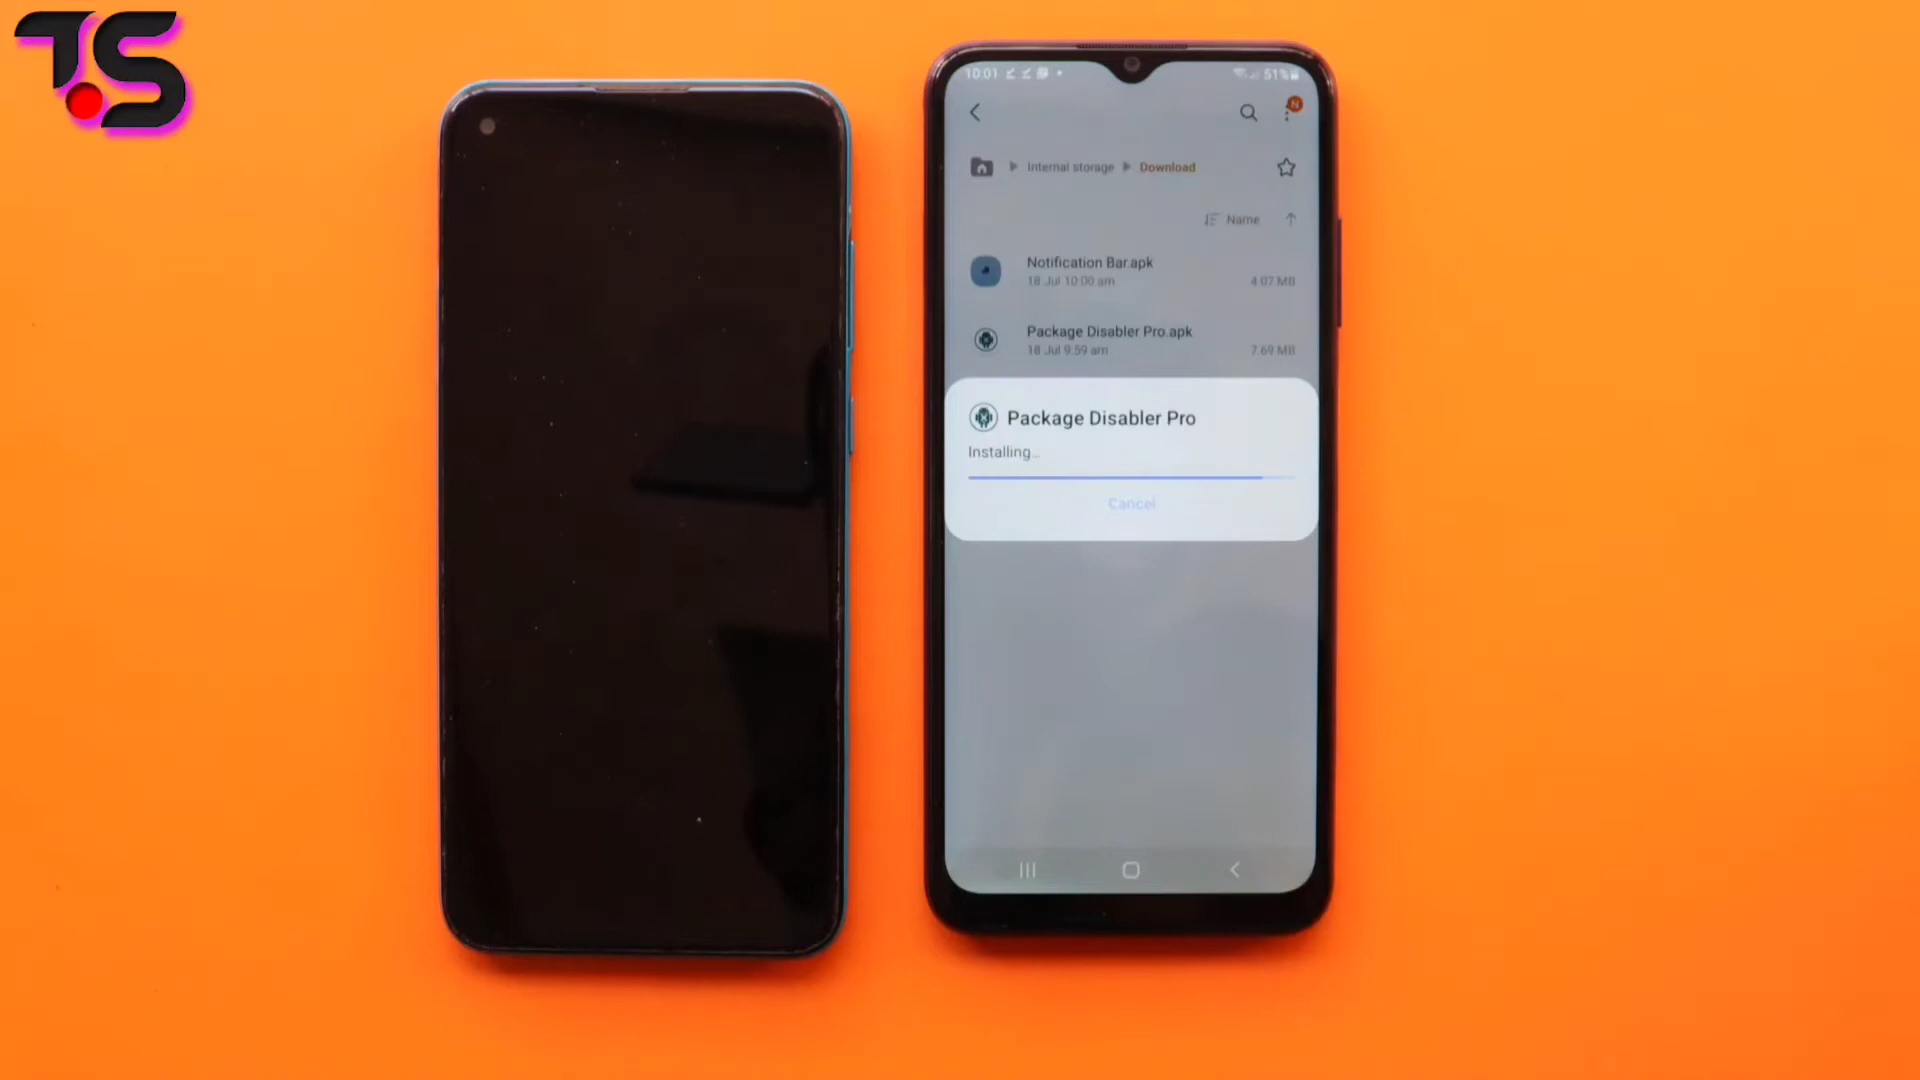 TS
10:01
51%
N
Internal storage
Download
Name
Notification Bar.apk
18 Jul 10:00 am
4.07 MB
Package Disabler Pro.apk
18 Jul 9:59 am
7.69 MB
Package Disabler Pro
Installing...
Cancel